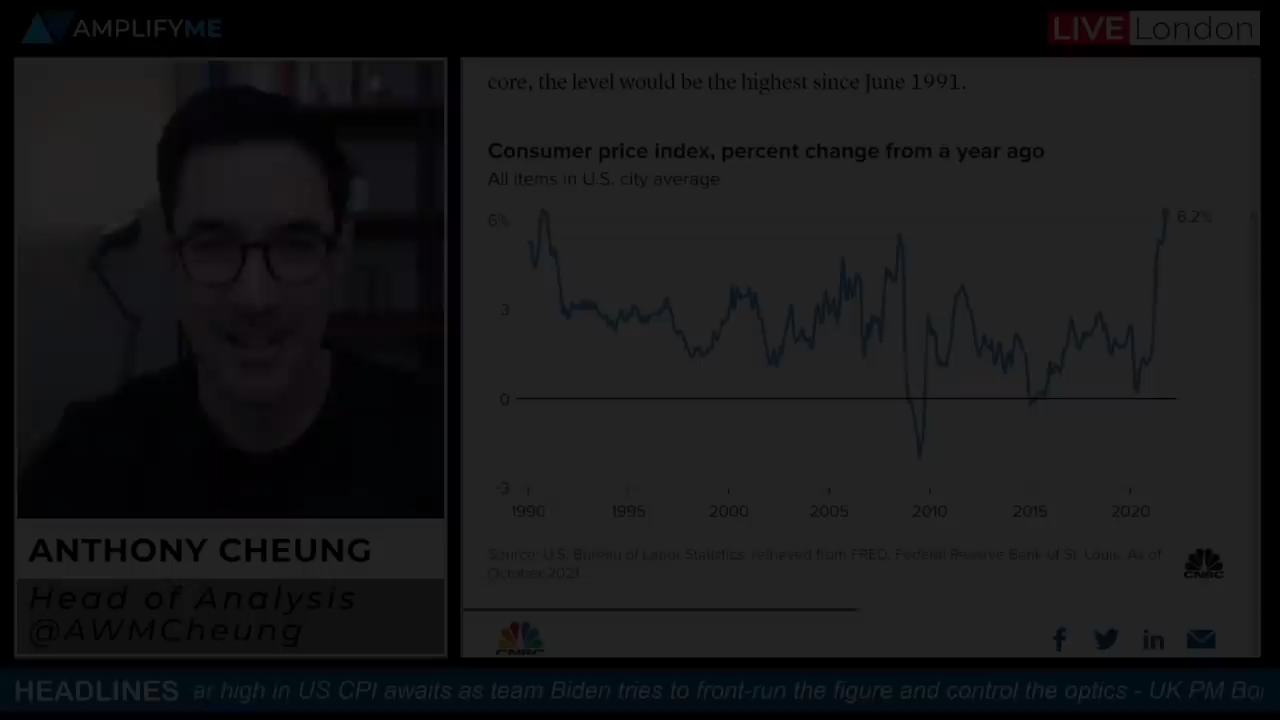 AMPLIFYME
LIVE London
core, the level would be the highest since June 1991.
Consumer price index, percent change from a year ago
All items in U.S. city average
6%
6.2%
3
0
-3
1990 1995 2000 2005 2010 2015 2020
Source: U.S. Bureau of Labor Statistics, retrieved from FRED, Federal Reserve Bank of St. Louis. As of
October 2021.
CNBC
ANTHONY CHEUNG
Head of Analysis
@AWMCheung
CNBC
HEADLINES ar high in US CPI awaits as team Biden tries to front-run the figure and control the optics - UK PM